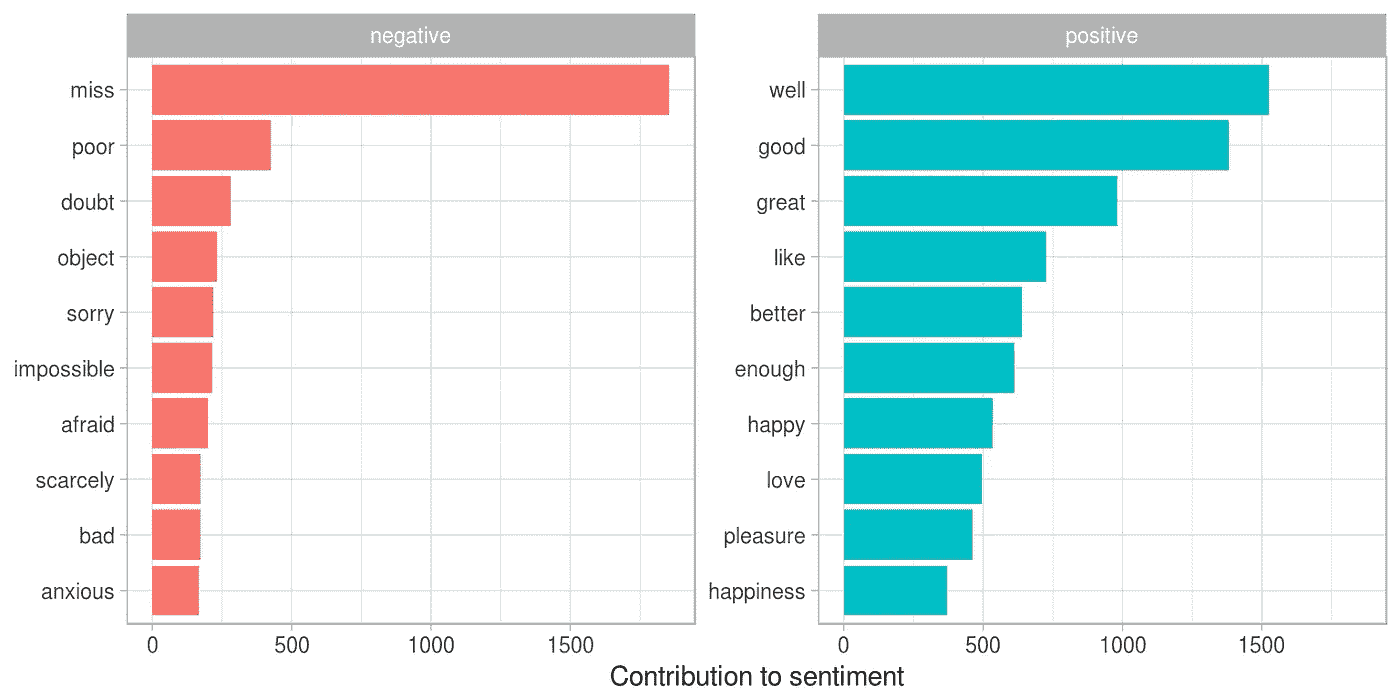 negative
miss
poor
doubt
object
sorry
impossible
afraid
scarcely
bad
anxious
0 500 1000 1500
positive
well
good
great
like
better
enough
happy
love
pleasure
happiness
0 500 1000 1500
Contribution to sentiment